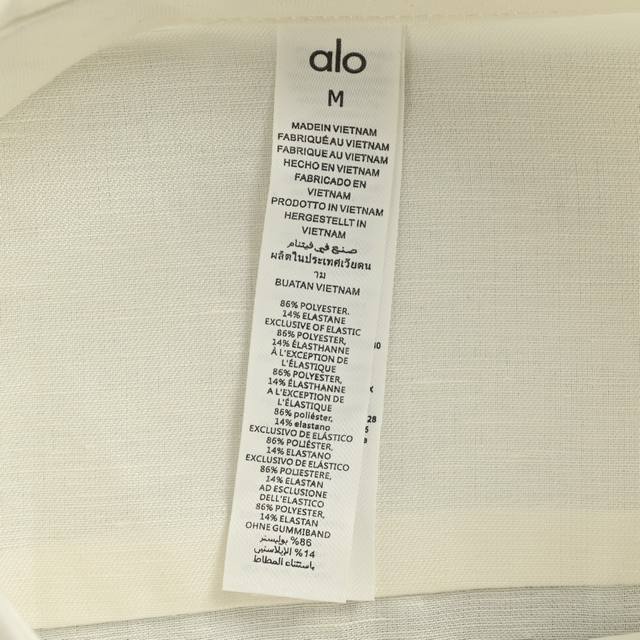 alo
M
MADEIN VIETNAM
FABRIQUÉ AU VIETNAM
FABRIQUE AU VIETNAM
HECHO EN VIETNAM
FABRICADO EN
VIETNAM
PRODOTTO IN VIETNAM
HERGESTELLT IN
VIETNAM
صنع في فيتنام
ผลิตในประเทศเวียดน
าม
BUATAN VIETNAM
86% POLYESTER.
14% ELASTANE
EXCLUSIVE OF ELASTIC
86% POLYESTER,
14% ÉLASTHANNE
À L'EXCEPTION DE
L'ÉLASTIQUE
86% POLYESTER,
14% ÉLASTHANNE
A L'EXCEPTION DE
L'ÉLASTIQUE
86% poliéster,
14% elastano
EXCLUSIVO DE ELÁSTICO
86% POLIÉSTER,
14% ELASTANO
EXCLUSIVO DE ELÁSTICO
86% POLIESTERE,
14% ELASTAN
AD ESCLUSIONE
DELL'ELASTICO
86% POLYESTER,
14% ELASTAN
OHNE GUMMIBAND
86% بوليستر
14% الإيلاستين
باستثناء المطاط
28